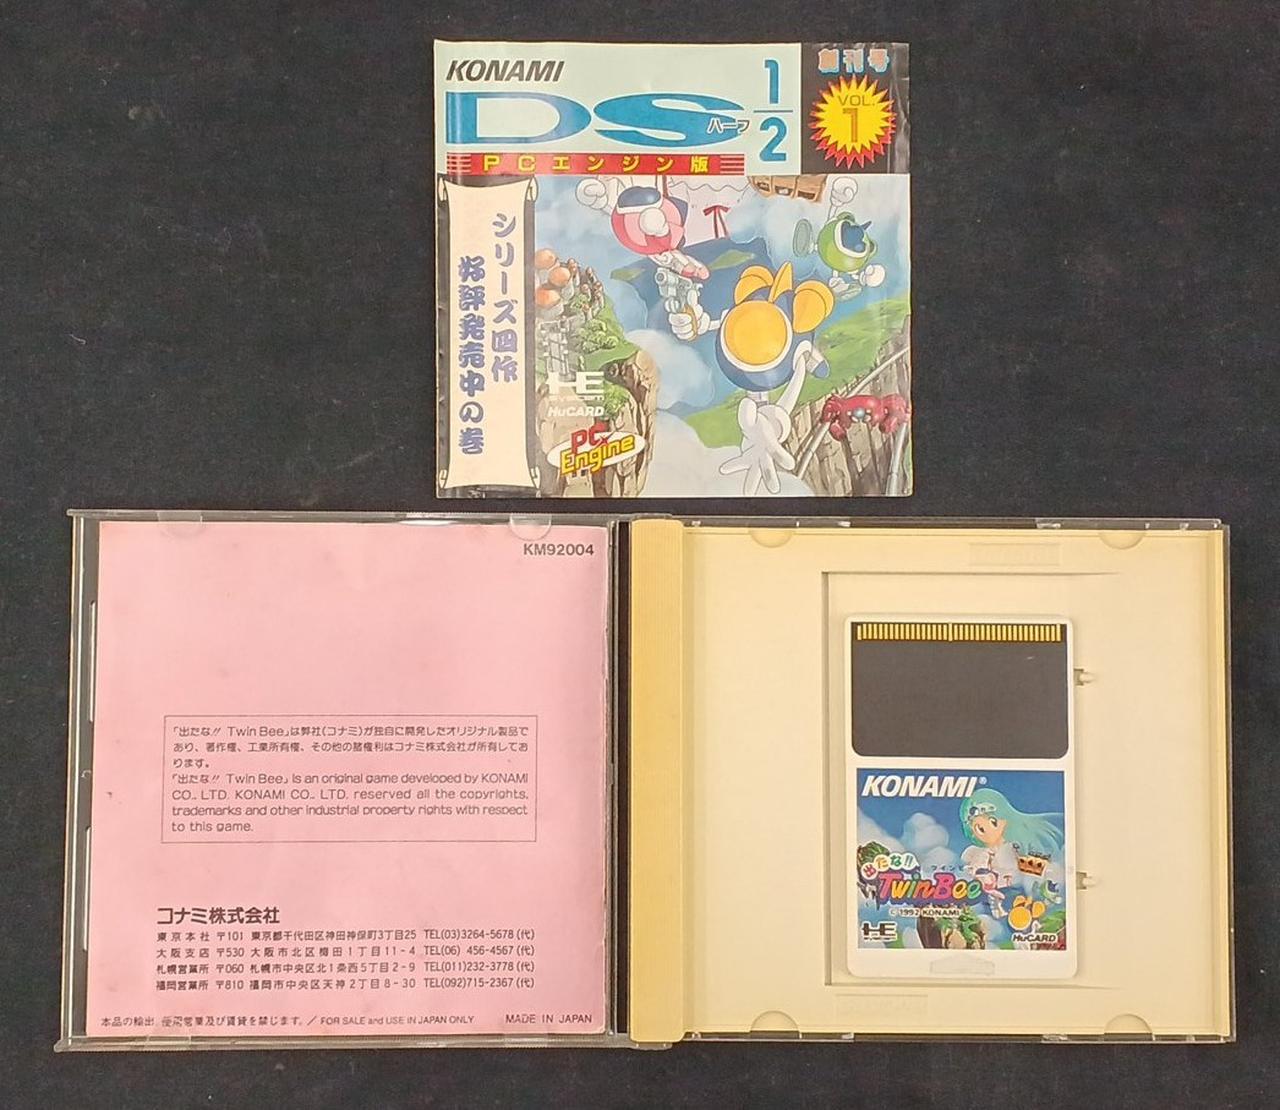 KONAMI
DS ハーフ 1/2
創刊号
VOL.
1
PCエンジン版
シリーズ四作
好評発売中の巻
HE
SYSTEM
HuCARD
PC
Engine
KM92004
「出たな!! Twin Bee」は弊社(コナミ)が独自に開発したオリジナル製品で
あり、著作権、工業所有権、その他の諸権利はコナミ株式会社が所有してお
ります。
「出たな!! Twin Bee」 is an original game developed by KONAMI
CO., LTD. KONAMI CO., LTD. reserved all the copyrights,
trademarks and other industrial property rights with respect
to this game.
コナミ株式会社
東京本社 〒101 東京都千代田区神田神保町3丁目25 TEL(03)3264-5678(代)
大阪支店 〒530 大阪市北区梅田1丁目11-4 TEL(06) 456-4567(代)
札幌営業所 〒060 札幌市中央区北1条西5丁目2-9 TEL(011)232-3778(代)
福岡営業所 〒810 福岡市中央区天神2丁目8-30 TEL(092)715-2367(代)
本品の輸出、使用営業及び賃貸を禁じます。／FOR SALE and USE IN JAPAN ONLY
MADE IN JAPAN
KONAMI®
出たな!!
ツインビー
TwinBee
© 1992 KONAMI
HE
SYSTEM
HuCARD